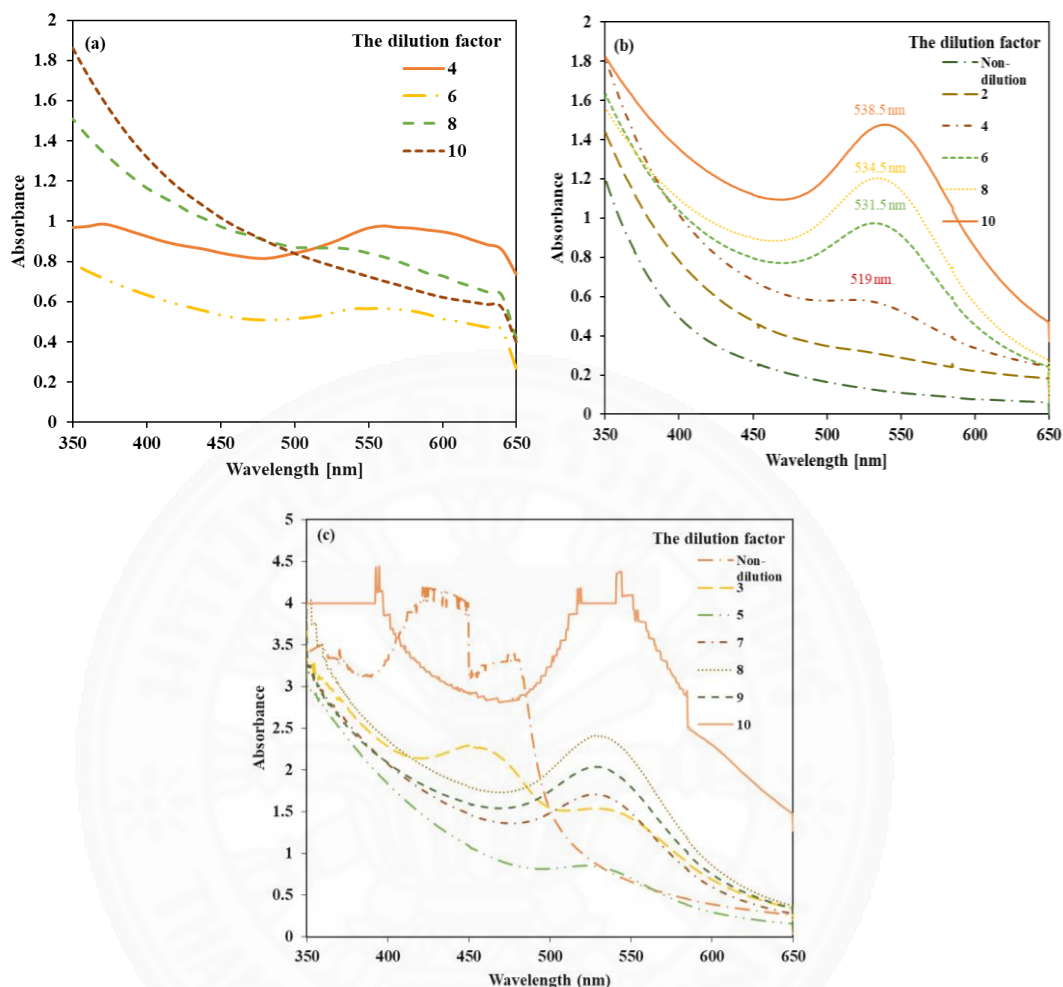 (a)
The dilution factor
4
6
8
10
Absorbance
2
1.8
1.6
1.4
1.2
1
0.8
0.6
0.4
0.2
0
350 400 450 500 550 600 650
Wavelength [nm]
(b)
The dilution factor
Non-
dilution
2
4
6
8
10
538.5 nm
534.5 nm
531.5 nm
519 nm
Absorbance
2
1.8
1.6
1.4
1.2
1
0.8
0.6
0.4
0.2
0
350 400 450 500 550 600 650
Wavelength [nm]
(c)
The dilution factor
Non-
dilution
3
5
7
8
9
10
Absorbance
5
4.5
4
3.5
3
2.5
2
1.5
1
0.5
0
350 400 450 500 550 600 650
Wavelength (nm)